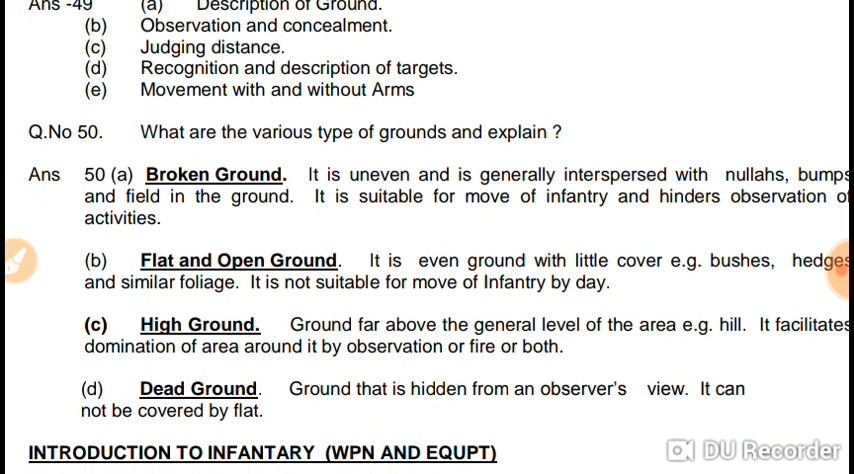 Ans -49 (a) Description of Ground.
(b) Observation and concealment.
(c) Judging distance.
(d) Recognition and description of targets.
(e) Movement with and without Arms
Q.No 50. What are the various type of grounds and explain ?
Ans 50 (a) Broken Ground. It is uneven and is generally interspersed with nullahs, bumps
and field in the ground. It is suitable for move of infantry and hinders observation of
activities.
(b) Flat and Open Ground. It is even ground with little cover e.g. bushes, hedges
and similar foliage. It is not suitable for move of Infantry by day.
(c) High Ground. Ground far above the general level of the area e.g. hill. It facilitates
domination of area around it by observation or fire or both.
(d) Dead Ground. Ground that is hidden from an observer's view. It can
not be covered by flat.
INTRODUCTION TO INFANTARY (WPN AND EQUPT)
DU Recorder